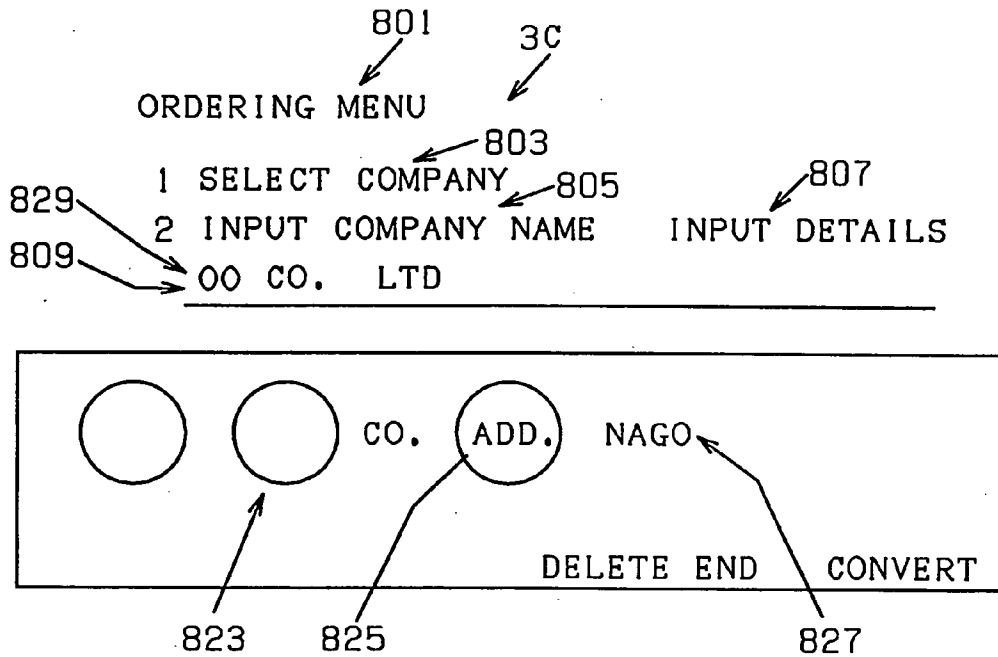 801
3C
ORDERING MENU
803
1 SELECT COMPANY
805
807
829
2 INPUT COMPANY NAME INPUT DETAILS
809
OO CO. LTD
CO. ADD. NAGO
DELETE END CONVERT
823 825 827